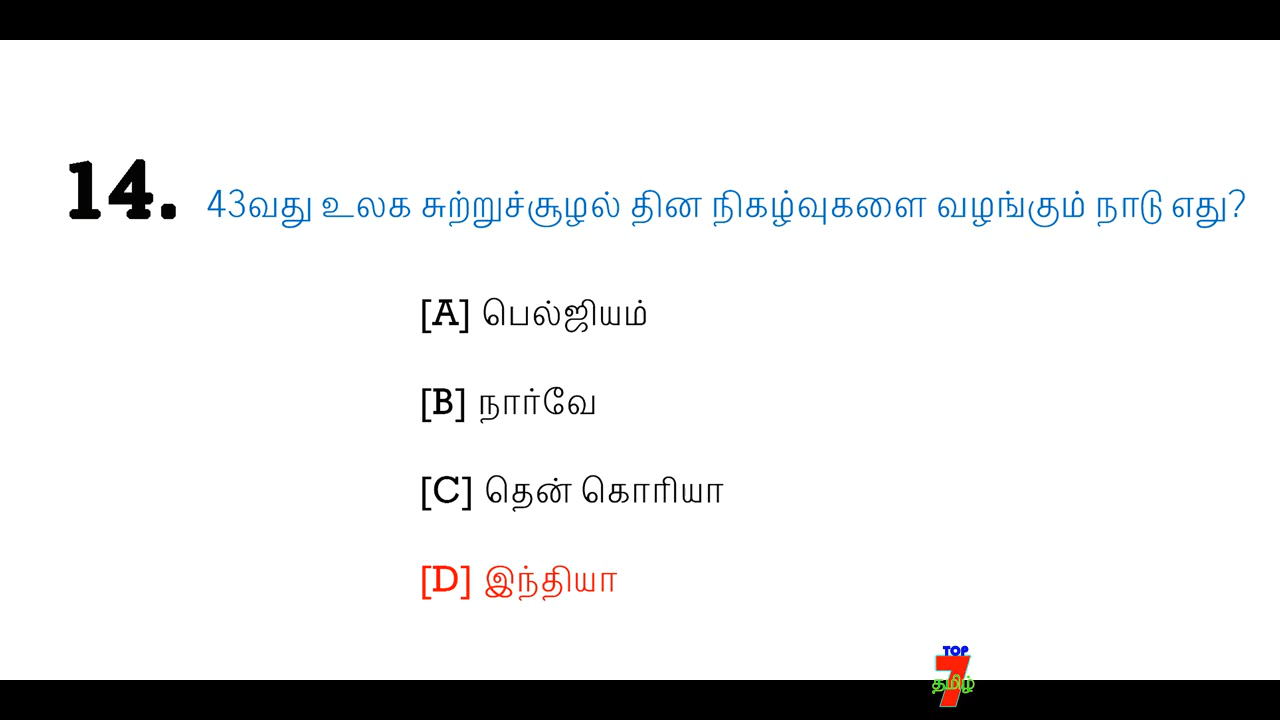 14. 43வது உலக சுற்றுச்சூழல் தின நிகழ்வுகளை வழங்கும் நாடு எது?
[A] பெல்ஜியம்
[B] நார்வே
[C] தென் கொரியா
[D] இந்தியா
TOP
7
தமிழ்